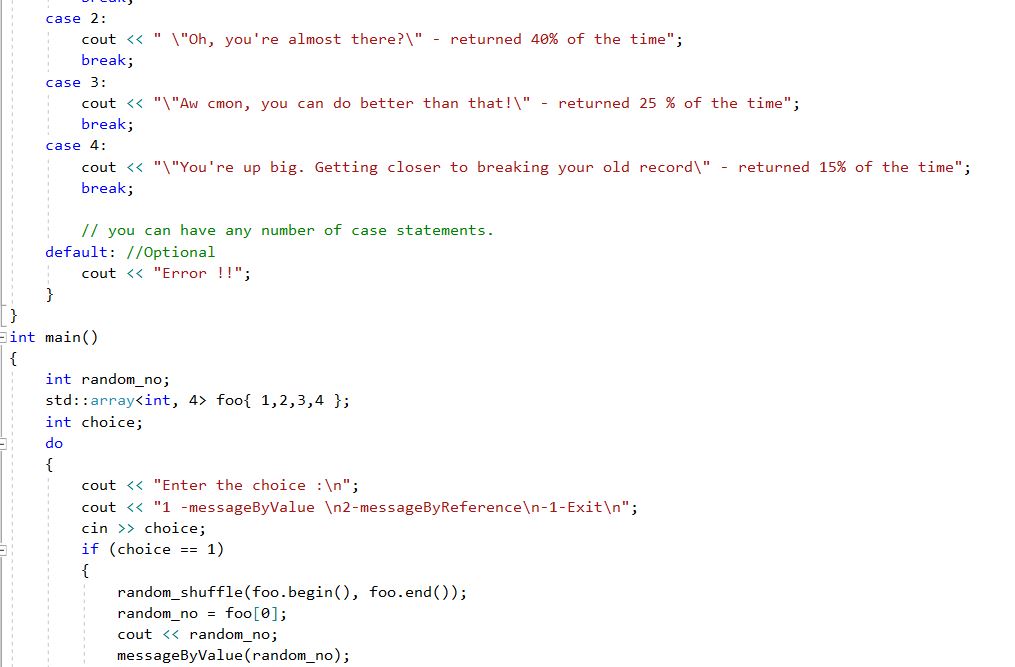 break;
case 2:
cout << " \"Oh, you're almost there?\" - returned 40% of the time";
break;
case 3:
cout << "\"Aw cmon, you can do better than that!\" - returned 25 % of the time";
break;
case 4:
cout << "\"You're up big. Getting closer to breaking your old record\" - returned 15% of the time";
break;
// you can have any number of case statements.
default: //Optional
cout << "Error !!";
}
}
int main()
{
int random_no;
std::array<int, 4> foo{ 1,2,3,4 };
int choice;
do
{
cout << "Enter the choice :\n";
cout << "1 -messageByValue \n2-messageByReference\n-1-Exit\n";
cin >> choice;
if (choice == 1)
{
random_shuffle(foo.begin(), foo.end());
random_no = foo[0];
cout << random_no;
messageByValue(random_no);